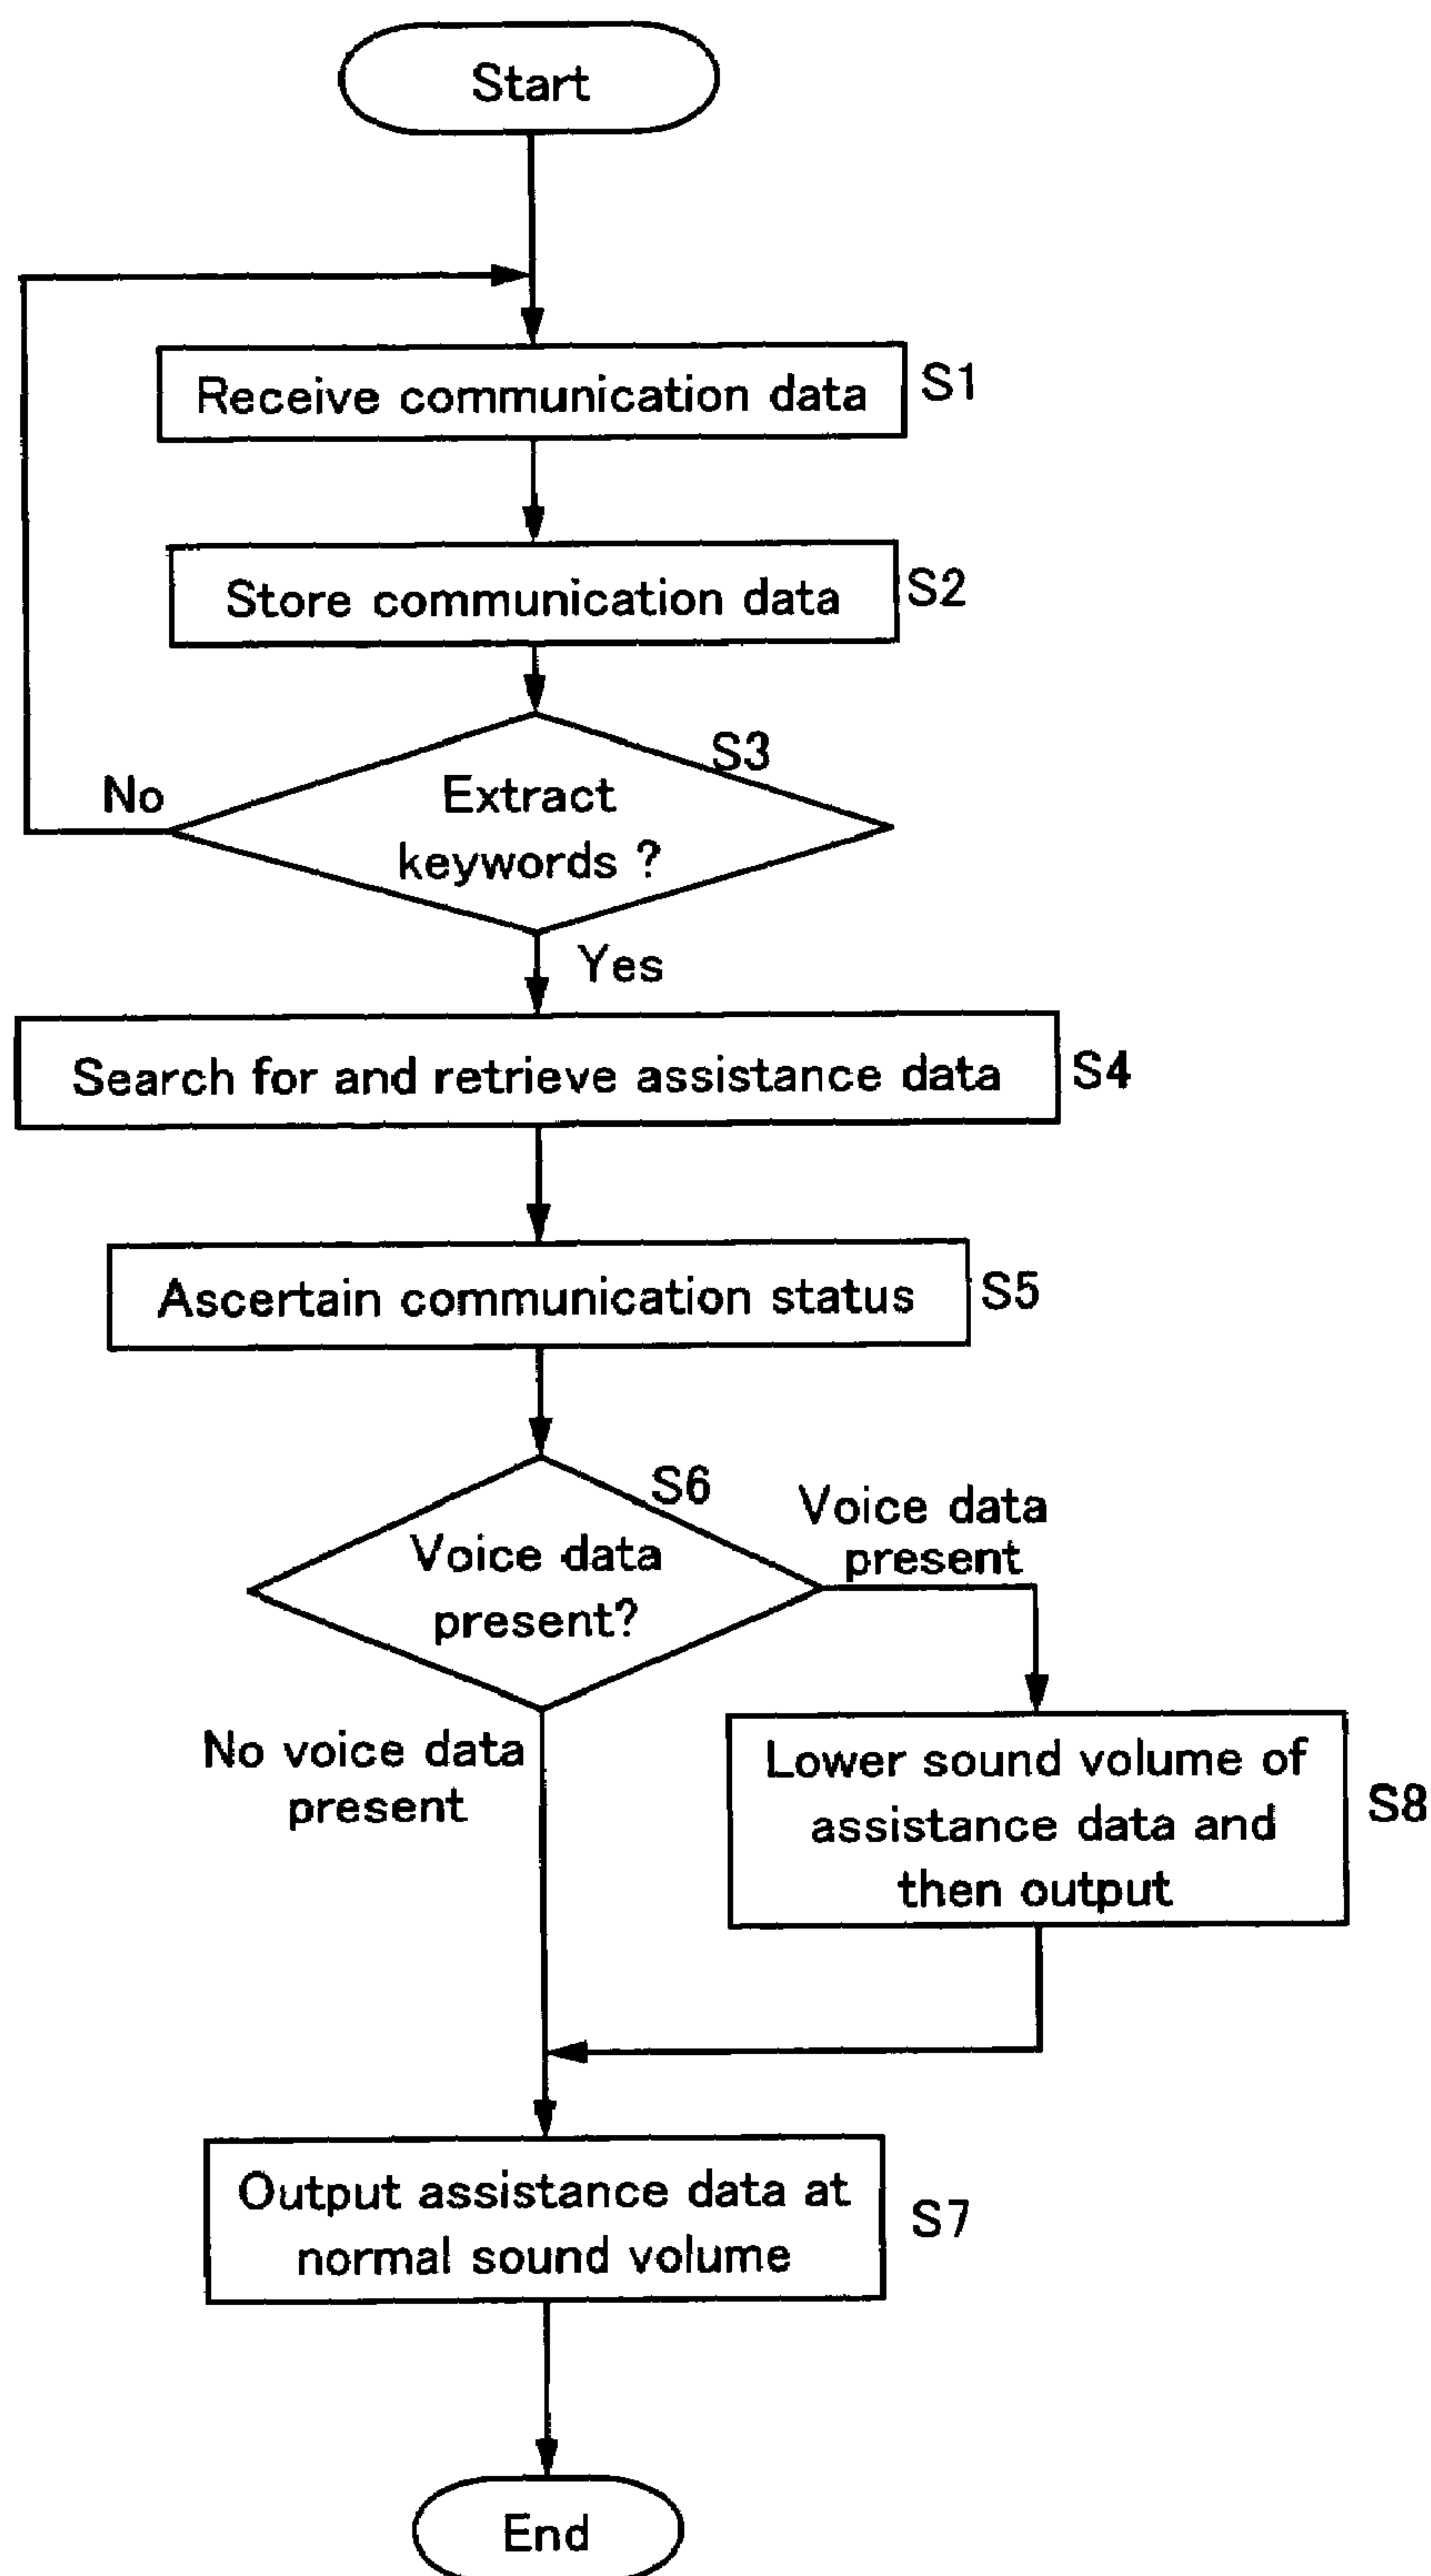 Start
Receive communication data
S1
Store communication data
S2
S3
No
Extract
keywords ?
Yes
Search for and retrieve assistance data
S4
Ascertain communication status
S5
S6
Voice data
present?
Voice data
present
No voice data
present
Lower sound volume of
assistance data and
then output
S8
Output assistance data at
normal sound volume
S7
End